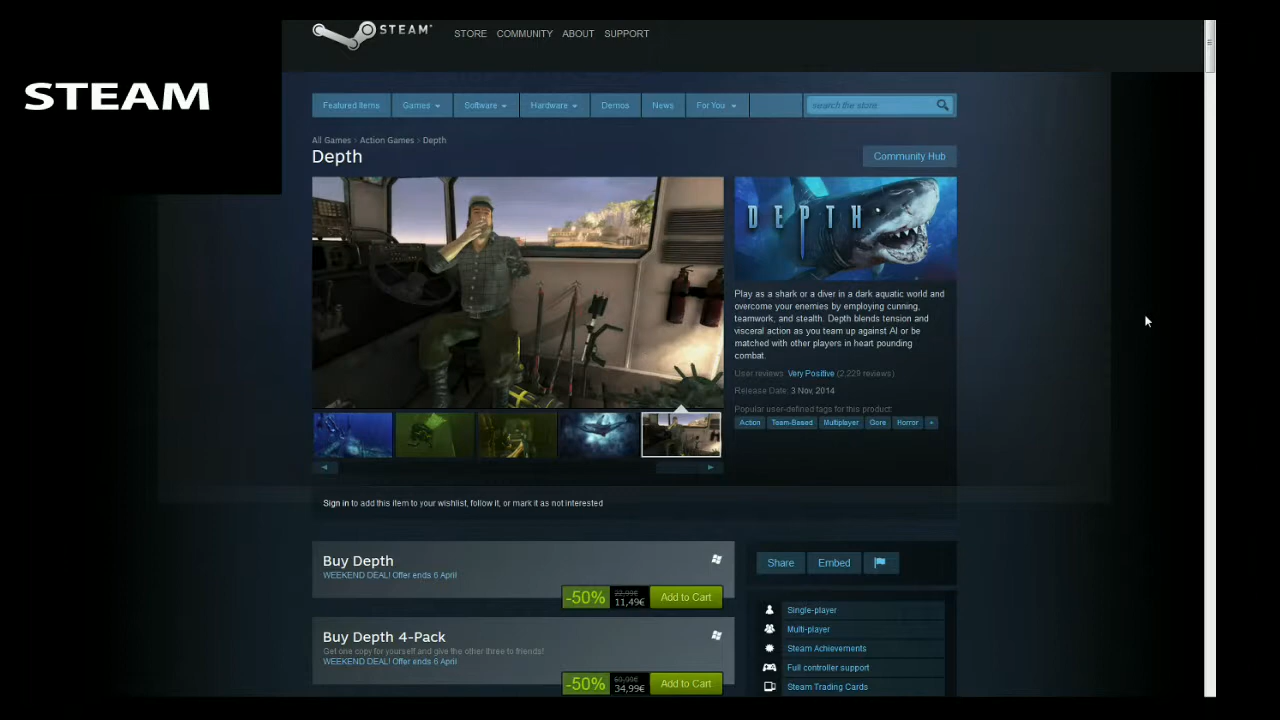 STEAM
STEAM
STORE COMMUNITY ABOUT SUPPORT
Featured Items Games Software Hardware Demos News For You search the store
All Games > Action Games > Depth
Depth
Community Hub
DEPTH
Play as a shark or a diver in a dark aquatic world and
overcome your enemies by employing cunning,
teamwork, and stealth. Depth blends tension and
visceral action as you team up against AI or be
matched with other players in heart pounding
combat.
User reviews: Very Positive (2,229 reviews)
Release Date: 3 Nov, 2014
Popular user-defined tags for this product:
Action Team-Based Multiplayer Gore Horror +
Sign in to add this item to your wishlist, follow it, or mark it as not interested
Buy Depth
WEEKEND DEAL! Offer ends 6 April
-50% 22,99€ 11,49€ Add to Cart
Buy Depth 4-Pack
Get one copy for yourself and give the other three to friends!
WEEKEND DEAL! Offer ends 6 April
-50% 34,99€ Add to Cart
Share Embed
Single-player
Multi-player
Steam Achievements
Full controller support
Steam Trading Cards